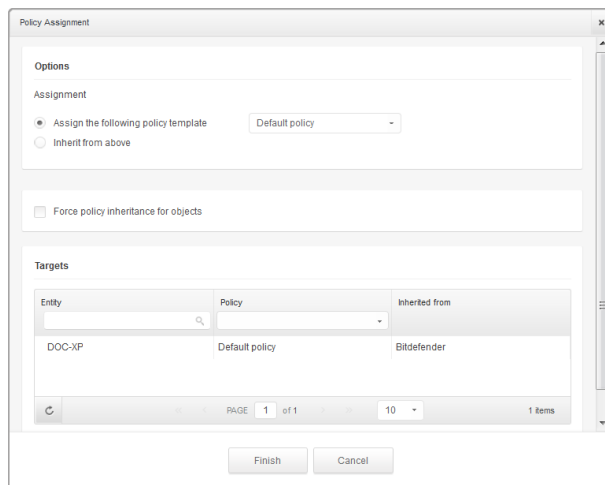 Policy Assignment
Options
Assignment
Assign the following policy template Default policy
Inherit from above
Force policy inheritance for objects
Targets
Entity Policy Inherited from
DOC-XP Default policy Bitdefender
PAGE 1 of 1 10 1 items
Finish Cancel